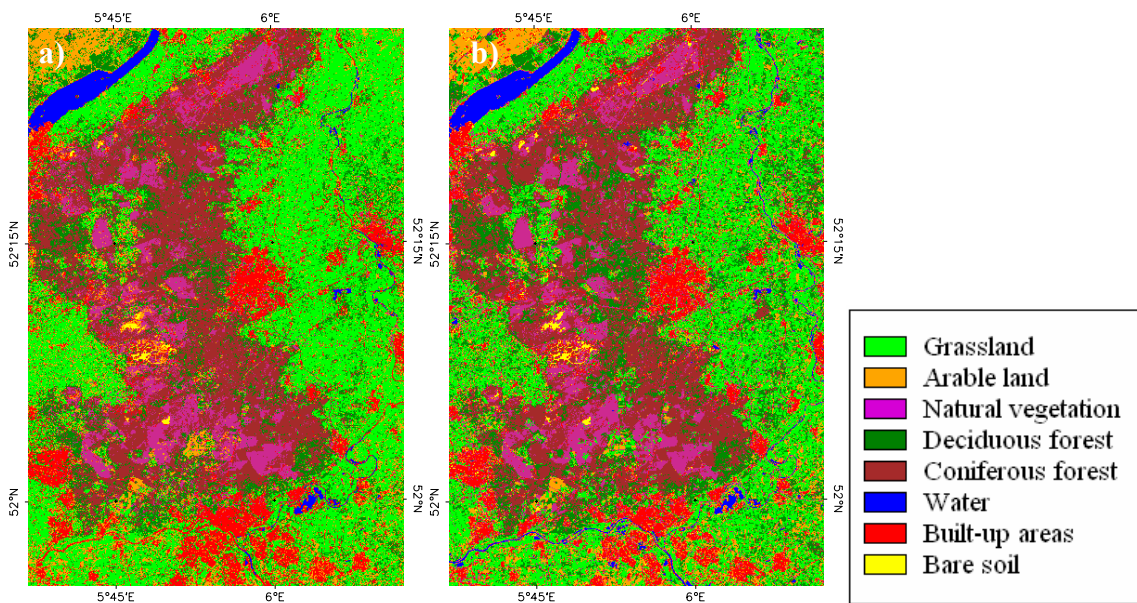 5°45'E 6°E 5°45'E 6°E
a) b)
52°15'N 52°15'N 52°15'N 52°15'N
52°N 52°N 52°N 52°N
5°45'E 6°E 5°45'E 6°E
Grassland
Arable land
Natural vegetation
Deciduous forest
Coniferous forest
Water
Built-up areas
Bare soil